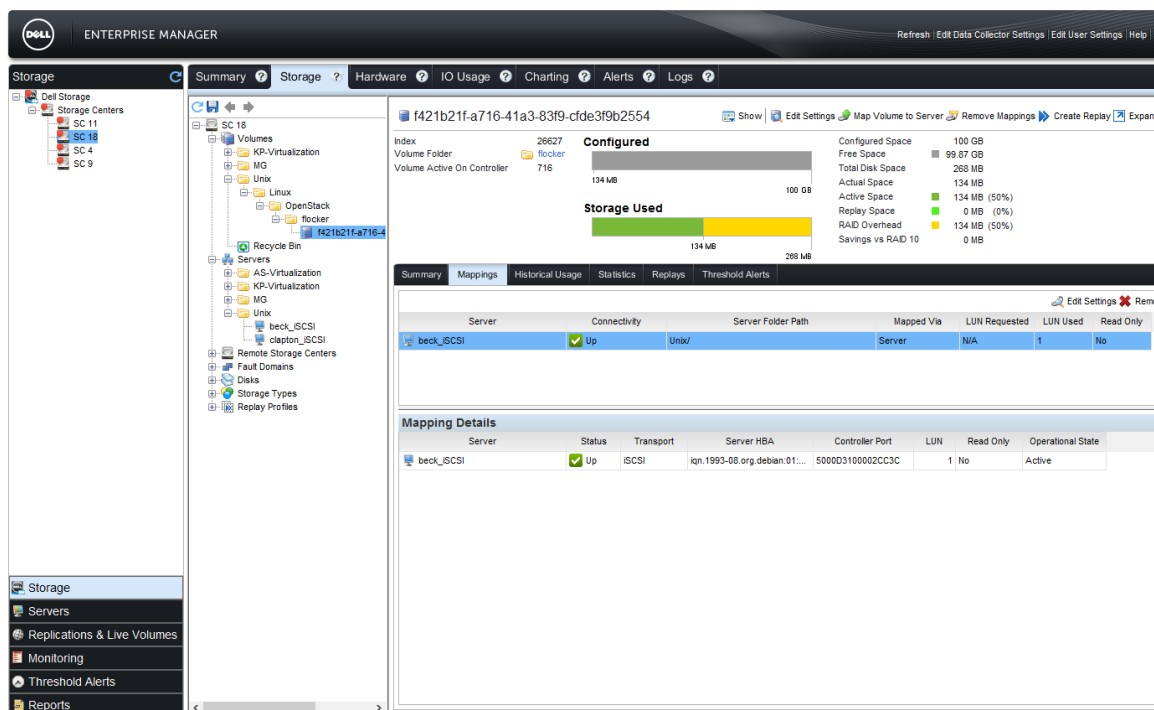 DELL
ENTERPRISE MANAGER
Refresh Edit Data Collector Settings Edit User Settings Help
Storage
Dell Storage
Storage Centers
SC 11
SC 18
SC 4
SC 9
Storage
Servers
Replications & Live Volumes
Monitoring
Threshold Alerts
Reports
Summary ? Storage ? Hardware ? IO Usage ? Charting ? Alerts ? Logs ?
SC 18
Volumes
KP-Virtualization
MG
Unix
Linux
OpenStack
flocker
f421b21f-a716-4
Recycle Bin
Servers
AS-Virtualization
KP-Virtualization
MG
Unix
beck_iSCSI
clapton_iSCSI
Remote Storage Centers
Fault Domains
Disks
Storage Types
Replay Profiles
f421b21f-a716-41a3-83f9-cfde3f9b2554
Show Edit Settings Map Volume to Server Remove Mappings Create Replay Expan
Index 26627
Volume Folder flocker
Volume Active On Controller 716
Configured
134 MB
100 GB
Storage Used
134 MB
268 MB
Configured Space 100 GB
Free Space 99.87 GB
Total Disk Space 268 MB
Actual Space 134 MB
Active Space 134 MB (50%)
Replay Space 0 MB (0%)
RAID Overhead 134 MB (50%)
Savings vs RAID 10 0 MB
Summary Mappings Historical Usage Statistics Replays Threshold Alerts
Edit Settings Rem
Server Connectivity Server Folder Path Mapped Via LUN Requested LUN Used Read Only
beck_iSCSI Up Unix/ Server N/A 1 No
Mapping Details
Server Status Transport Server HBA Controller Port LUN Read Only Operational State
beck_iSCSI Up iSCSI iqn.1993-08.org.debian:01:... 5000D3100002CC3C 1 No Active